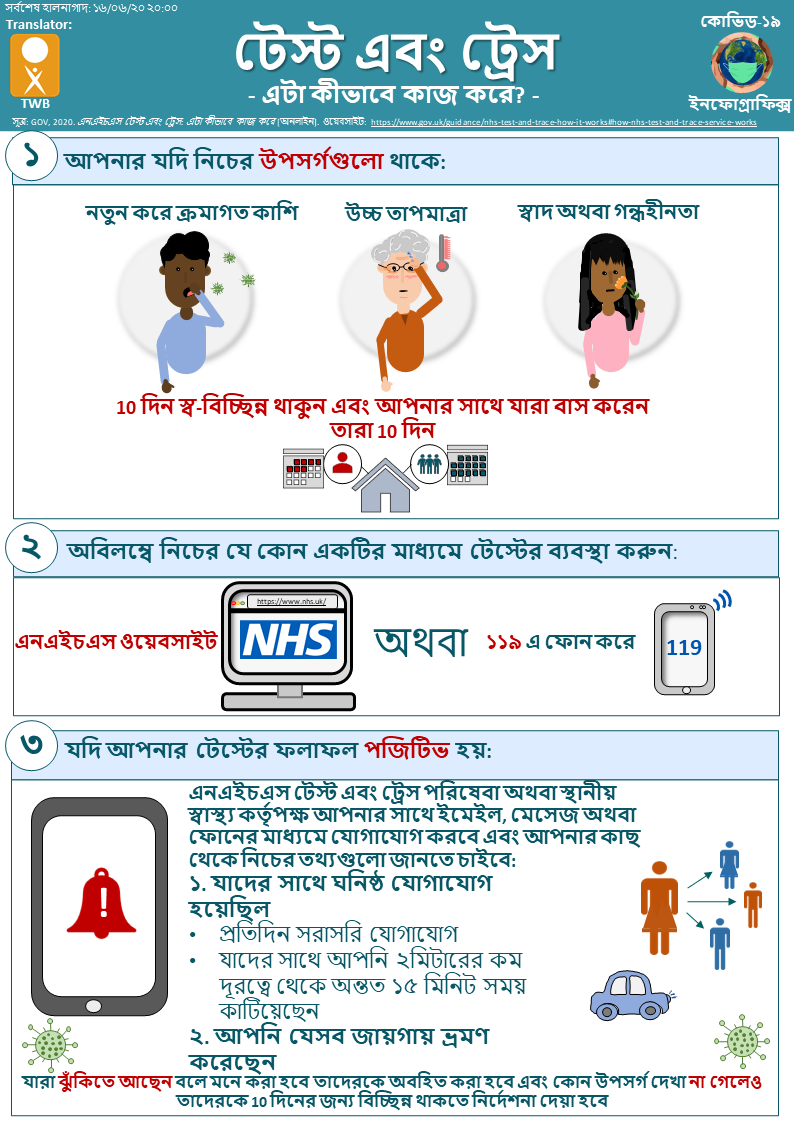 সর্বশেষ হালনাগাদ: ১৬/০৬/২০ ২০:০০
Translator:
TWB
টেস্ট এবং ট্রেস
- এটা কীভাবে কাজ করে? -
কোভিড-১৯
ইনফোগ্রাফিক্স
সূত্র: GOV, 2020. এনএইচএস টেস্ট এবং ট্রেস: এটা কীভাবে কাজ করে [অনলাইন]. ওয়েবসাইট: https://www.gov.uk/guidance/nhs-test-and-trace-how-it-works#how-nhs-test-and-trace-service-works
১
আপনার যদি নিচের উপসর্গগুলো থাকে:
নতুন করে ক্রমাগত কাশি
উচ্চ তাপমাত্রা
স্বাদ অথবা গন্ধহীনতা
10 দিন স্ব-বিচ্ছিন্ন থাকুন এবং আপনার সাথে যারা বাস করেন
তারা 10 দিন
২
অবিলম্বে নিচের যে কোন একটির মাধ্যমে টেস্টের ব্যবস্থা করুন:
এনএইচএস ওয়েবসাইট
https://www.nhs.uk/
NHS
অথবা
১১৯ এ ফোন করে
119
৩
যদি আপনার টেস্টের ফলাফল পজিটিভ হয়:
এনএইচএস টেস্ট এবং ট্রেস পরিষেবা অথবা স্থানীয়
স্বাস্থ্য কর্তৃপক্ষ আপনার সাথে ইমেইল, মেসেজ অথবা
ফোনের মাধ্যমে যোগাযোগ করবে এবং আপনার কাছ
থেকে নিচের তথ্যগুলো জানতে চাইবে:
১. যাদের সাথে ঘনিষ্ঠ যোগাযোগ
হয়েছিল
• প্রতিদিন সরাসরি যোগাযোগ
• যাদের সাথে আপনি ২মিটারের কম
দূরত্বে থেকে অন্তত ১৫ মিনিট সময়
কাটিয়েছেন
২. আপনি যেসব জায়গায় ভ্রমণ
করেছেন
যারা ঝুঁকিতে আছেন বলে মনে করা হবে তাদেরকে অবহিত করা হবে এবং কোন উপসর্গ দেখা না গেলেও
তাদেরকে 10 দিনের জন্য বিচ্ছিন্ন থাকতে নির্দেশনা দেয়া হবে